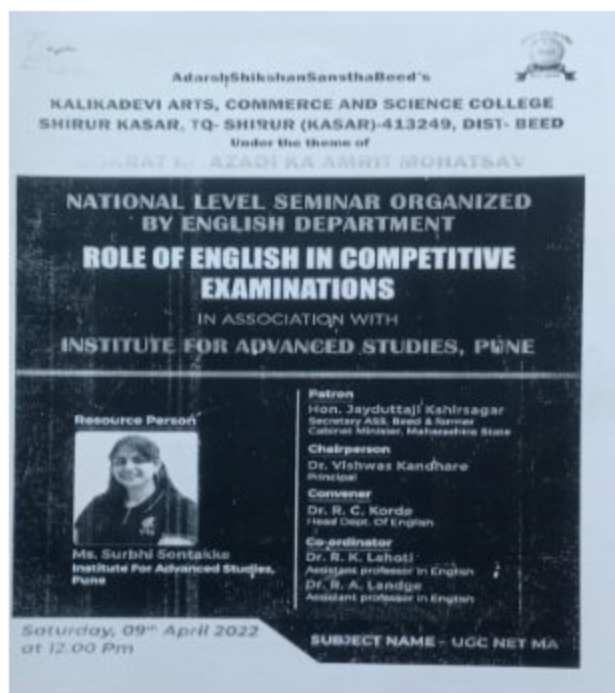 AdarshShikshanSansthaBeed's
KALIKADEVI ARTS, COMMERCE AND SCIENCE COLLEGE
SHIRUR KASAR, TQ- SHIRUR (KASAR)-413249, DIST- BEED
Under the theme of
AZADI KA AMRIT MOHATSAV
NATIONAL LEVEL SEMINAR ORGANIZED
BY ENGLISH DEPARTMENT
ROLE OF ENGLISH IN COMPETITIVE
EXAMINATIONS
IN ASSOCIATION WITH
INSTITUTE FOR ADVANCED STUDIES, PUNE
Resource Person
Ms. Surbhi Sontakke
Institute For Advanced Studies,
Pune
Patron
Hon. Jayduttaji Kshirsagar
Secretary ASS, Beed & former
Cabinet Minister, Maharashtra State
Chairperson
Dr. Vishwas Kandhare
Principal
Convener
Dr. R. C. Korde
Head Dept. Of English
Co-ordinator
Dr. R. K. Lahoti
Assistant professor in English
Dr. R. A. Landge
Assistant professor in English
Saturday, 09th April 2022
at 12.00 Pm
SUBJECT NAME - UGC NET MA